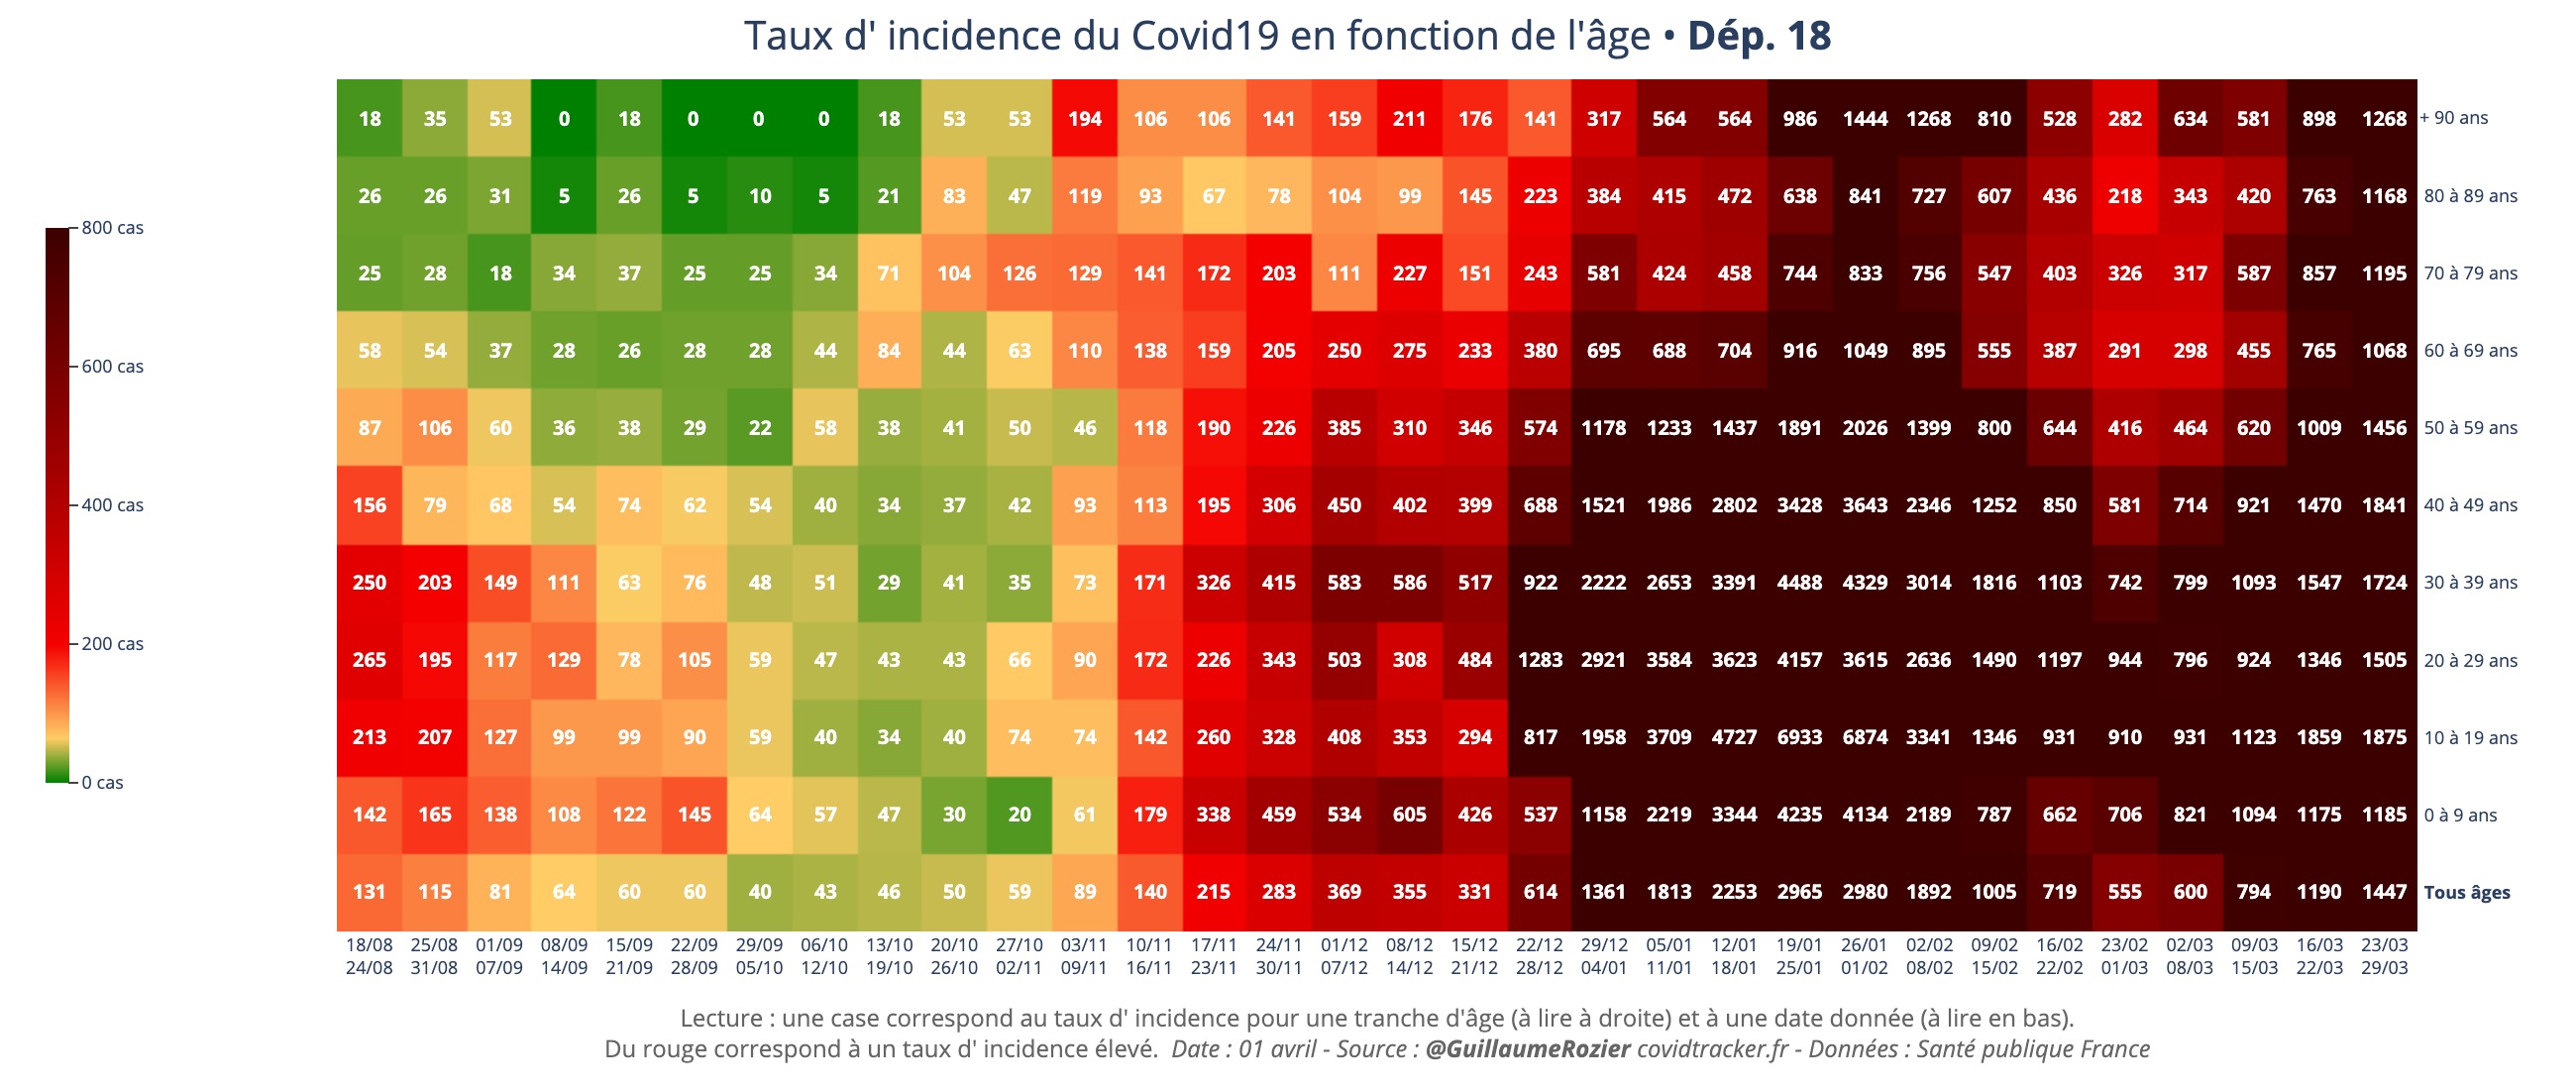 Taux d' incidence du Covid19 en fonction de l'âge • Dép. 18
18 35 53 0 18 0 0 0 18 53 53 194 106 106 141 159 211 176 141 317 564 564 986 1444 1268 810 528 282 634 581 898 1268 + 90 ans
26 26 31 5 26 5 10 5 21 83 47 119 93 67 78 104 99 145 223 384 415 472 638 841 727 607 436 218 343 420 763 1168 80 à 89 ans
800 cas
25 28 18 34 37 25 25 34 71 104 126 129 141 172 203 111 227 151 243 581 424 458 744 833 756 547 403 326 317 587 857 1195 70 à 79 ans
58 54 37 28 26 28 28 44 84 44 63 110 138 159 205 250 275 233 380 695 688 704 916 1049 895 555 387 291 298 455 765 1068 60 à 69 ans
600 cas
87 106 60 36 38 29 22 58 38 41 50 46 118 190 226 385 310 346 574 1178 1233 1437 1891 2026 1399 800 644 416 464 620 1009 1456 50 à 59 ans
400 cas
156 79 68 54 74 62 54 40 34 37 42 93 113 195 306 450 402 399 688 1521 1986 2802 3428 3643 2346 1252 850 581 714 921 1470 1841 40 à 49 ans
250 203 149 111 63 76 48 51 29 41 35 73 171 326 415 583 586 517 922 2222 2653 3391 4488 4329 3014 1816 1103 742 799 1093 1547 1724 30 à 39 ans
200 cas
265 195 117 129 78 105 59 47 43 43 66 90 172 226 343 503 308 484 1283 2921 3584 3623 4157 3615 2636 1490 1197 944 796 924 1346 1505 20 à 29 ans
213 207 127 99 99 90 59 40 34 40 74 74 142 260 328 408 353 294 817 1958 3709 4727 6933 6874 3341 1346 931 910 931 1123 1859 1875 10 à 19 ans
0 cas
142 165 138 108 122 145 64 57 47 30 20 61 179 338 459 534 605 426 537 1158 2219 3344 4235 4134 2189 787 662 706 821 1094 1175 1185 0 à 9 ans
131 115 81 64 60 60 40 43 46 50 59 89 140 215 283 369 355 331 614 1361 1813 2253 2965 2980 1892 1005 719 555 600 794 1190 1447 Tous âges
18/08 25/08 01/09 08/09 15/09 22/09 29/09 06/10 13/10 20/10 27/10 03/11 10/11 17/11 24/11 01/12 08/12 15/12 22/12 29/12 05/01 12/01 19/01 26/01 02/02 09/02 16/02 23/02 02/03 09/03 16/03 23/03
24/08 31/08 07/09 14/09 21/09 28/09 05/10 12/10 19/10 26/10 02/11 09/11 16/11 23/11 30/11 07/12 14/12 21/12 28/12 04/01 11/01 18/01 25/01 01/02 08/02 15/02 22/02 01/03 08/03 15/03 22/03 29/03
Lecture : une case correspond au taux d' incidence pour une tranche d'âge (à lire à droite) et à une date donnée (à lire en bas).
Du rouge correspond à un taux d' incidence élevé. Date : 01 avril - Source : @GuillaumeRozier covidtracker.fr - Données : Santé publique France